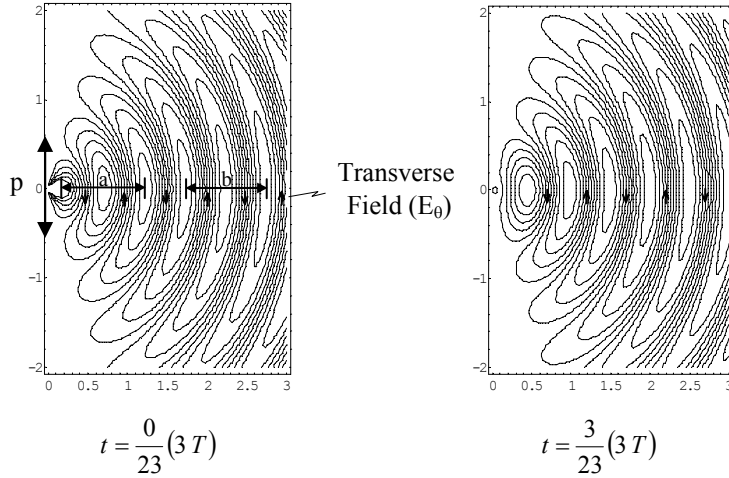 2
2
1
1
p
a
b
Transverse
Field (E_θ)
0
0
-1
-1
-2
-2
0 0.5 1 1.5 2 2.5 3
0 0.5 1 1.5 2 2.5 3
t = 0/23 (3 T)
t = 3/23 (3 T)